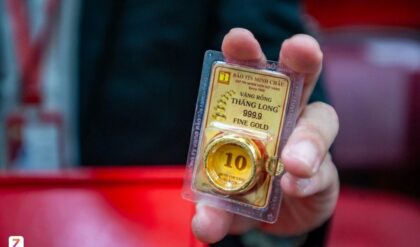 BẢO TÍN MINH CHÂU
VÀNG RỒNG
THĂNG LONG
999.9
FINE GOLD
10
Z